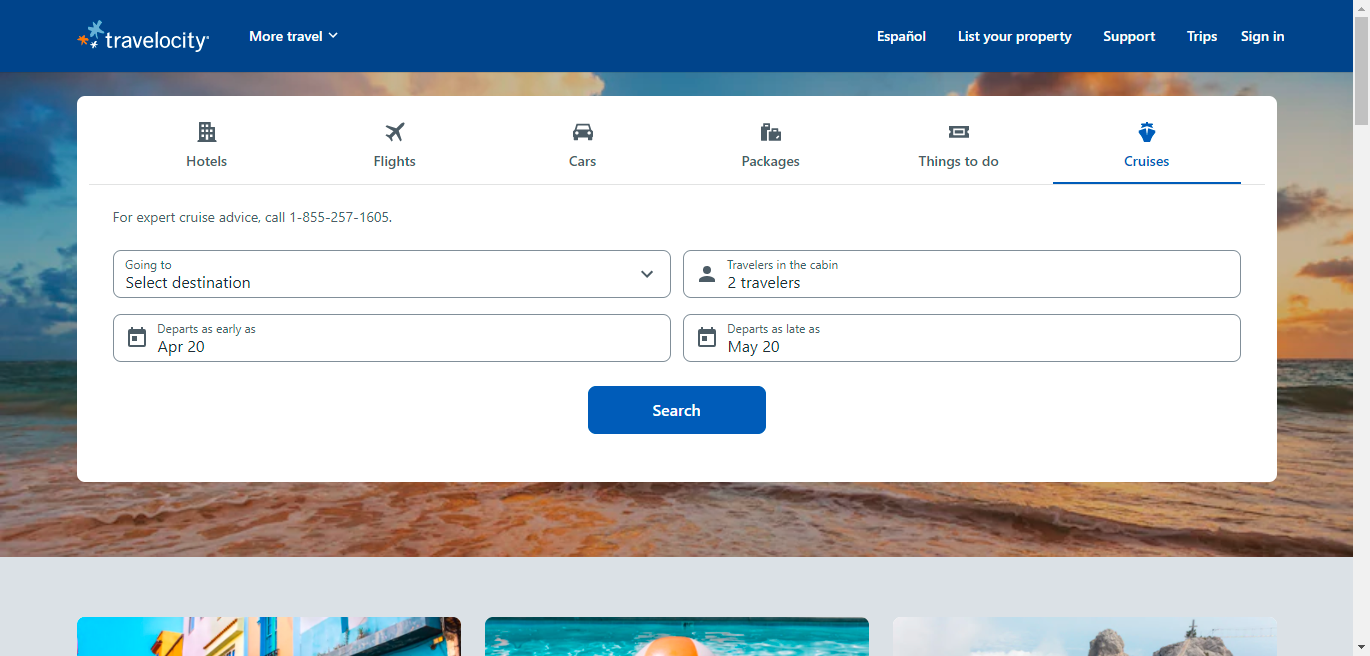 travelocity
More travel
Español
List your property
Support
Trips
Sign in
Hotels
Flights
Cars
Packages
Things to do
Cruises
For expert cruise advice, call 1-855-257-1605.
Going to
Select destination
Travelers in the cabin
2 travelers
Departs as early as
Apr 20
Departs as late as
May 20
Search